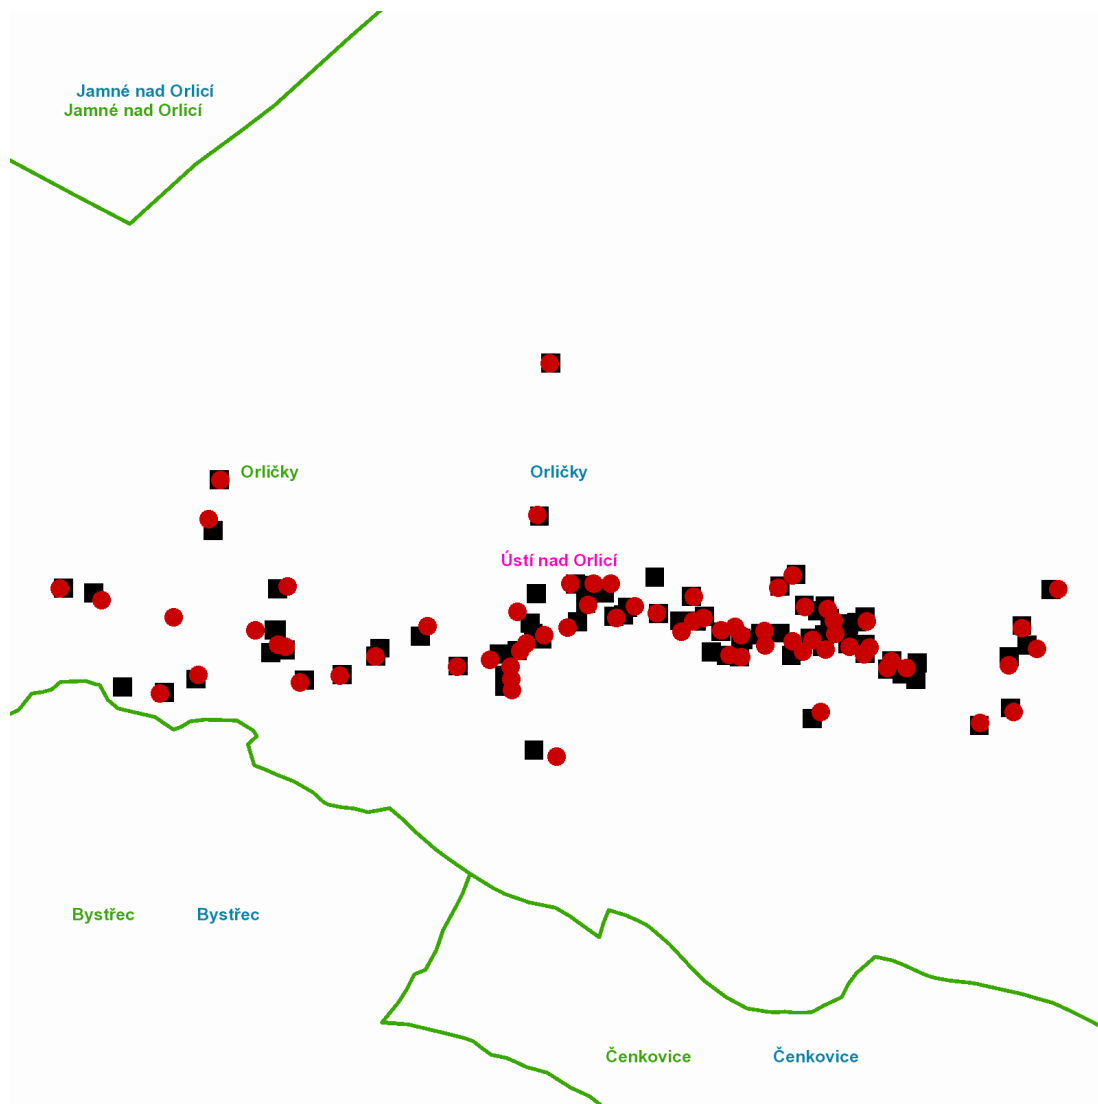 Jamné nad Orlicí
Jamné nad Orlicí
Orličky
Orličky
Ústí nad Orlicí
Bystřec
Bystřec
Čenkovice
Čenkovice